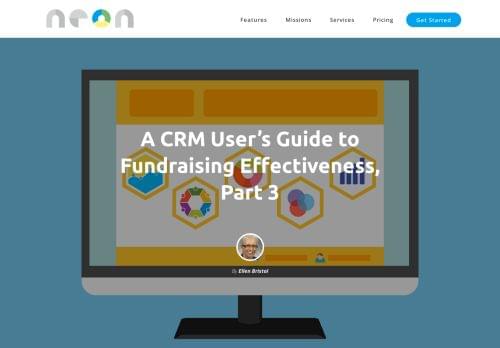 neon
Features
Missions
Services
Pricing
Get Started
A CRM User's Guide to
Fundraising Effectiveness,
Part 3
By Ellen Bristol